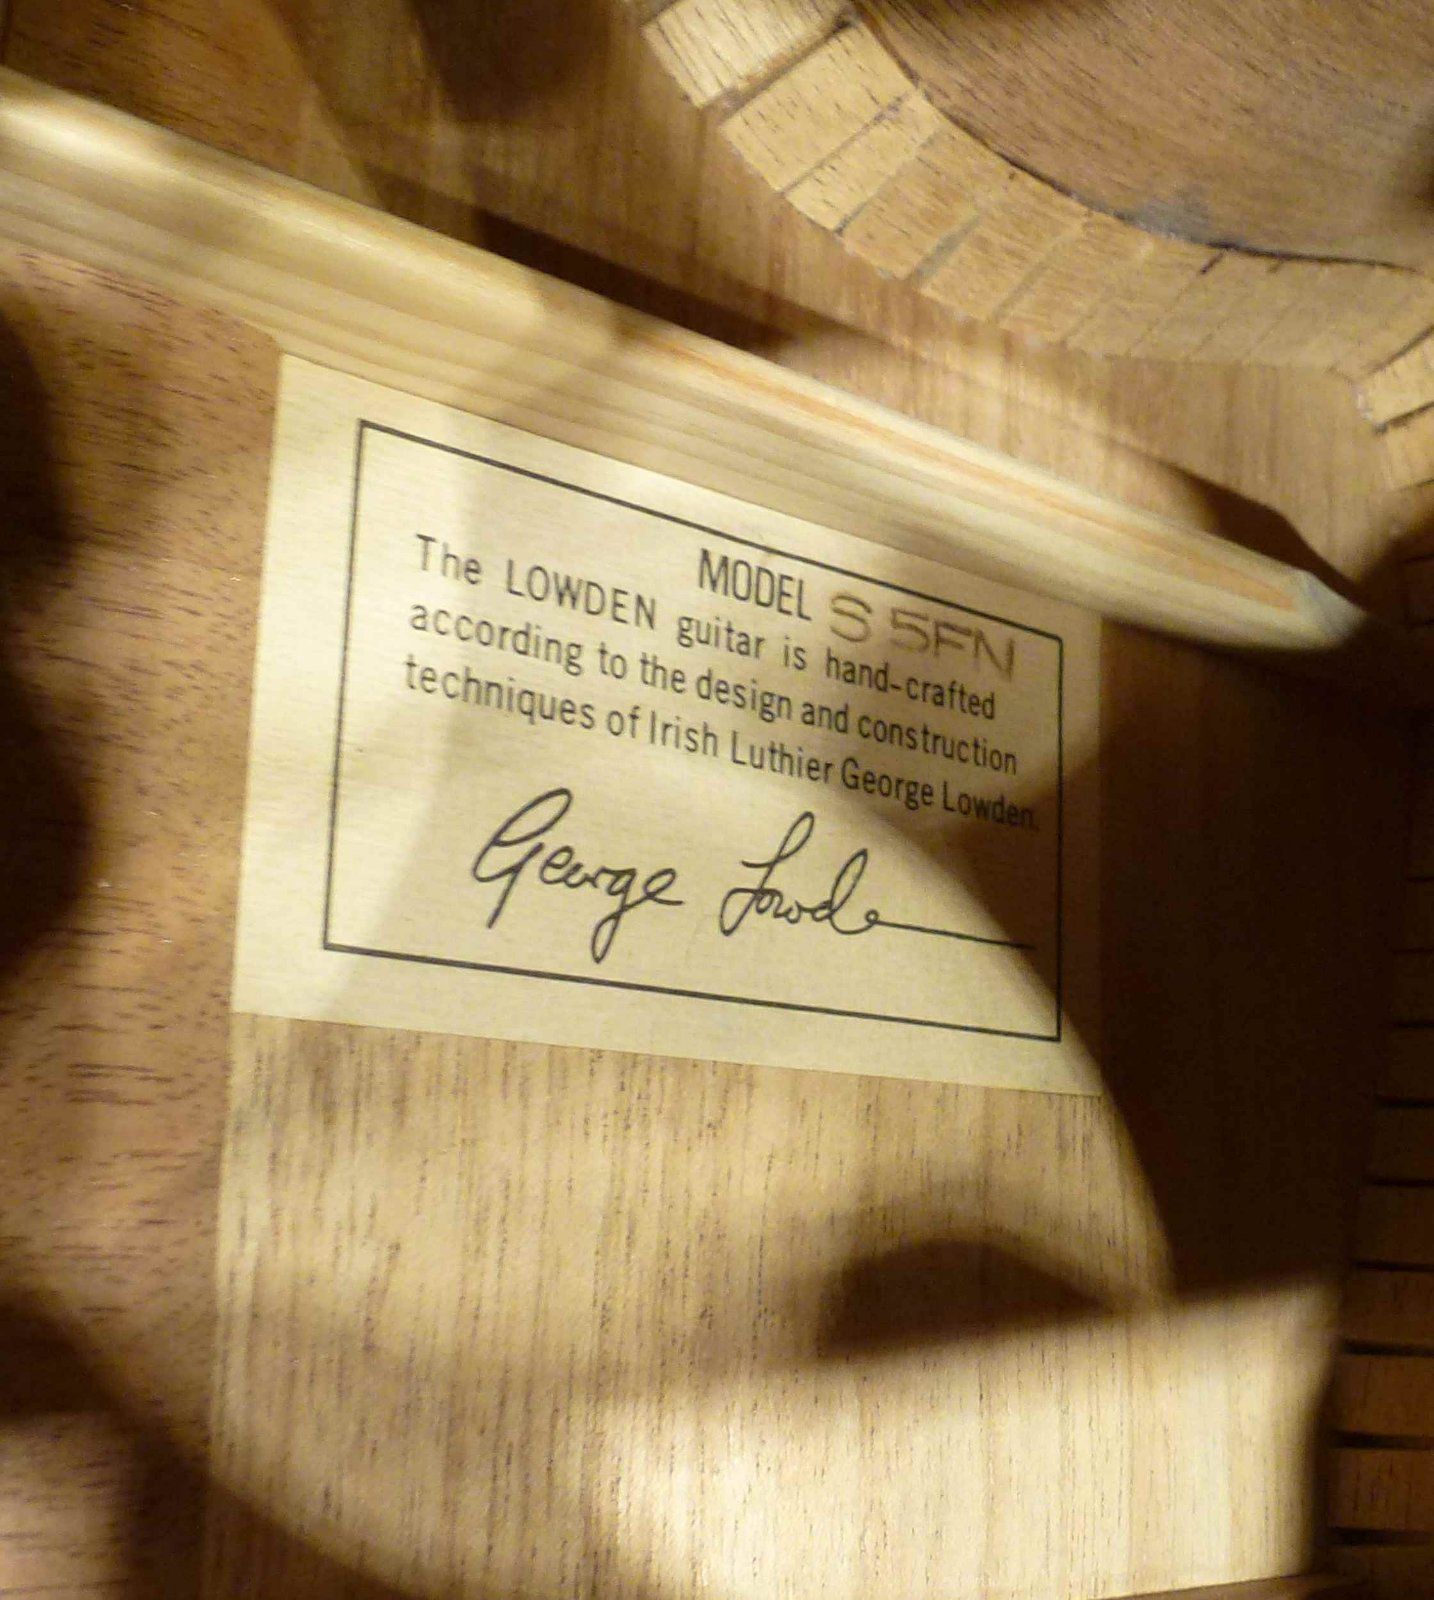 MODEL S5FN
The LOWDEN guitar is hand-crafted
according to the design and construction
techniques of Irish Luthier George Lowden.
George Lowden